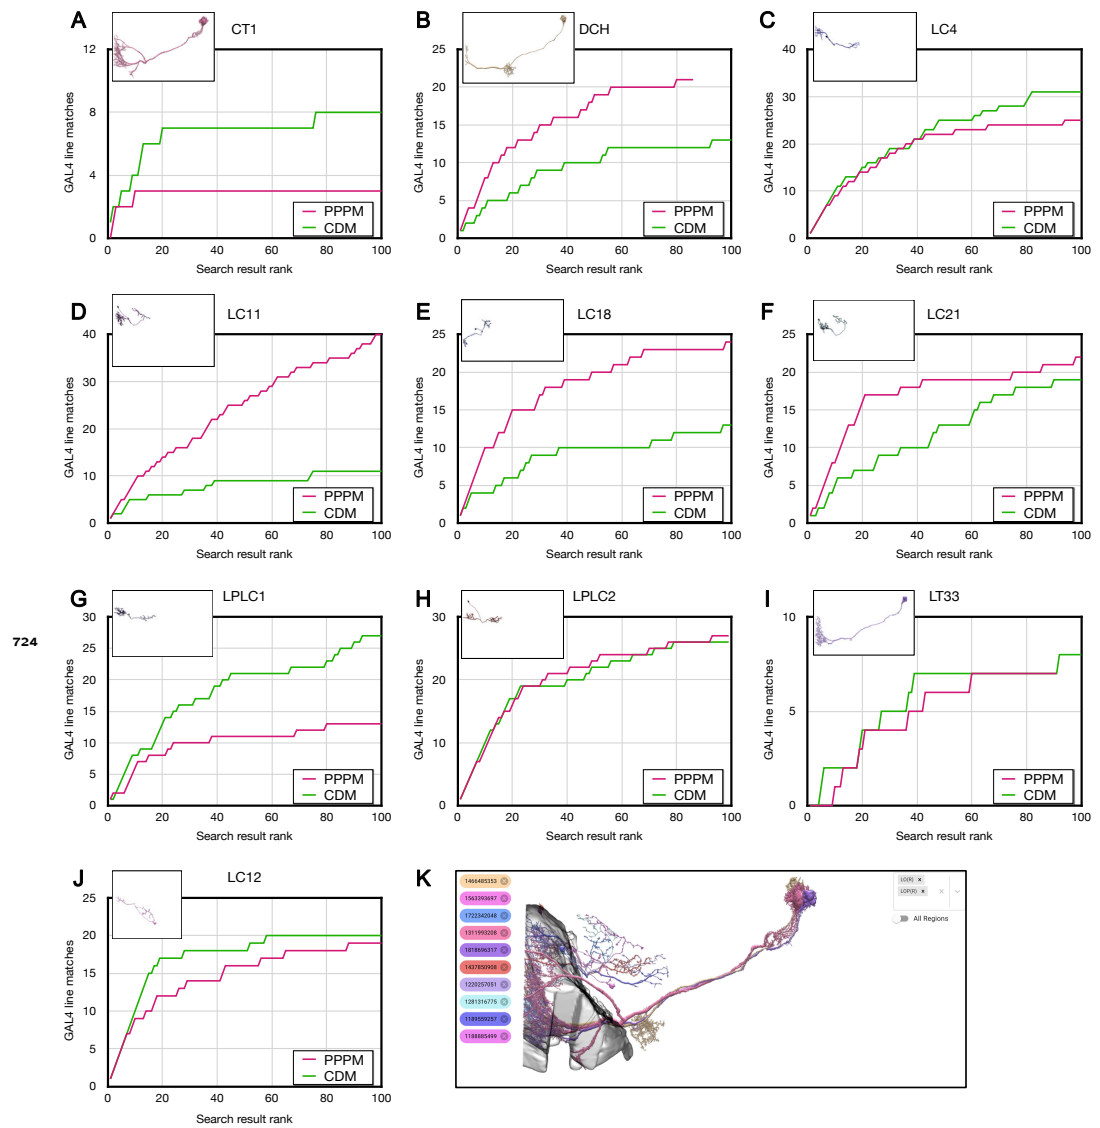 A
CT1
GAL4 line matches
12
8
4
0
PPPM
CDM
0
20
40
60
80
100
Search result rank
B
DCH
GAL4 line matches
25
20
15
10
5
0
PPPM
CDM
0
20
40
60
80
100
Search result rank
C
LC4
GAL4 line matches
40
30
20
10
0
PPPM
CDM
0
20
40
60
80
100
Search result rank
D
LC11
GAL4 line matches
40
30
20
10
0
PPPM
CDM
0
20
40
60
80
100
Search result rank
E
LC18
GAL4 line matches
25
20
15
10
5
0
PPPM
CDM
0
20
40
60
80
100
Search result rank
F
LC21
GAL4 line matches
25
20
15
10
5
0
PPPM
CDM
0
20
40
60
80
100
Search result rank
724
G
LPLC1
GAL4 line matches
30
25
20
15
10
5
0
PPPM
CDM
0
20
40
60
80
100
Search result rank
H
LPLC2
GAL4 line matches
30
20
10
0
PPPM
CDM
0
20
40
60
80
100
Search result rank
I
LT33
GAL4 line matches
10
5
0
PPPM
CDM
0
20
40
60
80
100
Search result rank
J
LC12
GAL4 line matches
25
20
15
10
5
0
PPPM
CDM
0
20
40
60
80
100
Search result rank
K
1466485353
1563393697
1722342048
1311993208
1818696317
1437850908
1220257051
1281316775
1189559257
1188885499
LO(R) ×
LOP(R) ×
All Regions